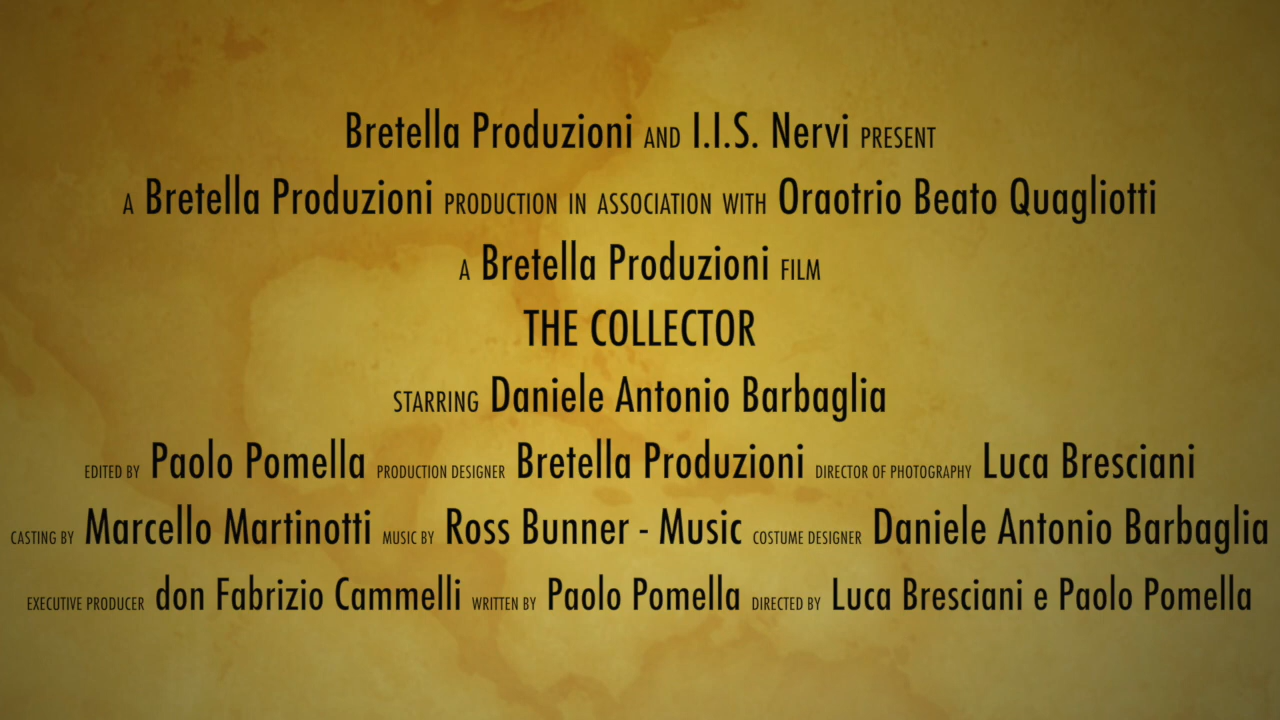 Bretella Produzioni AND I.I.S. Nervi PRESENT
A Bretella Produzioni PRODUCTION IN ASSOCIATION WITH Oraotrio Beato Quagliotti
A Bretella Produzioni FILM
THE COLLECTOR
STARRING Daniele Antonio Barbaglia
EDITED BY Paolo Pomella PRODUCTION DESIGNER Bretella Produzioni DIRECTOR OF PHOTOGRAPHY Luca Bresciani
CASTING BY Marcello Martinotti MUSIC BY Ross Bunner - Music COSTUME DESIGNER Daniele Antonio Barbaglia
EXECUTIVE PRODUCER don Fabrizio Cammelli WRITTEN BY Paolo Pomella DIRECTED BY Luca Bresciani e Paolo Pomella